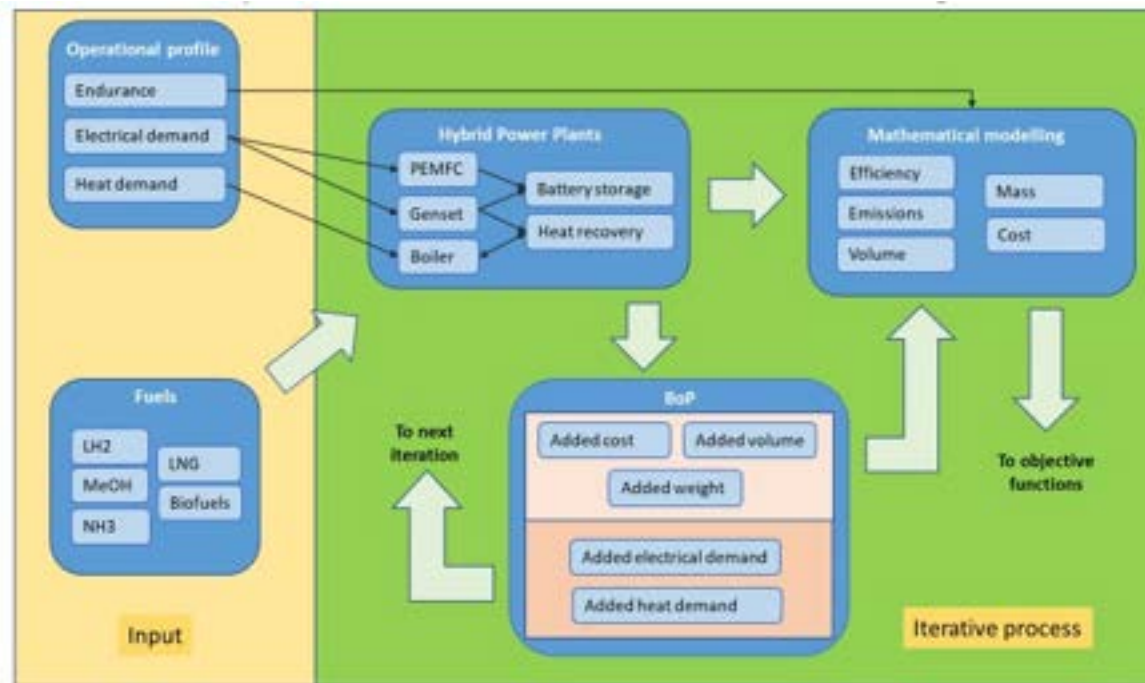 Operational profile
Endurance
Electrical demand
Heat demand
Hybrid Power Plants
PEMFC
Genset
Boiler
Battery storage
Heat recovery
Mathematical modelling
Efficiency
Emissions
Volume
Mass
Cost
Fuels
LH2
MeOH
NH3
LNG
Biofuels
To next
iteration
BoP
Added cost
Added volume
Added weight
Added electrical demand
Added heat demand
To objective
functions
Input
Iterative process